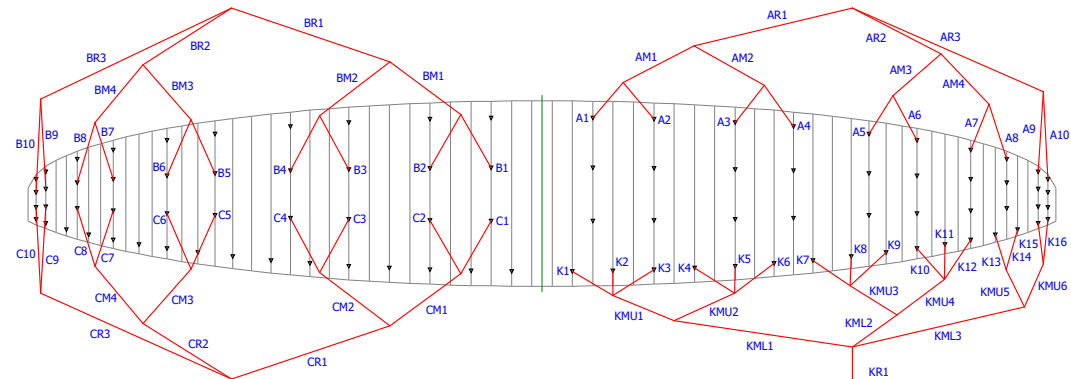 BR1
AR1
BR2
AR2
BR3
AR3
AM1
AM2
BM2
BM1
AM3
AM4
BM4
BM3
A1
A2
A3
A4
A5
A6
A7
A8
A9
A10
B10
B9
B8
B7
B6
B5
B4
B3
B2
B1
C10
C9
C8
C7
C6
C5
C4
C3
C2
C1
K1
K2
K3
K4
K5
K6
K7
K8
K9
K10
K11
K12
K13
K14
K15
K16
CM4
CM3
CM2
CM1
KMU1
KMU2
KMU3
KMU4
KMU5
KMU6
CR3
CR2
CR1
KML1
KML2
KML3
KR1